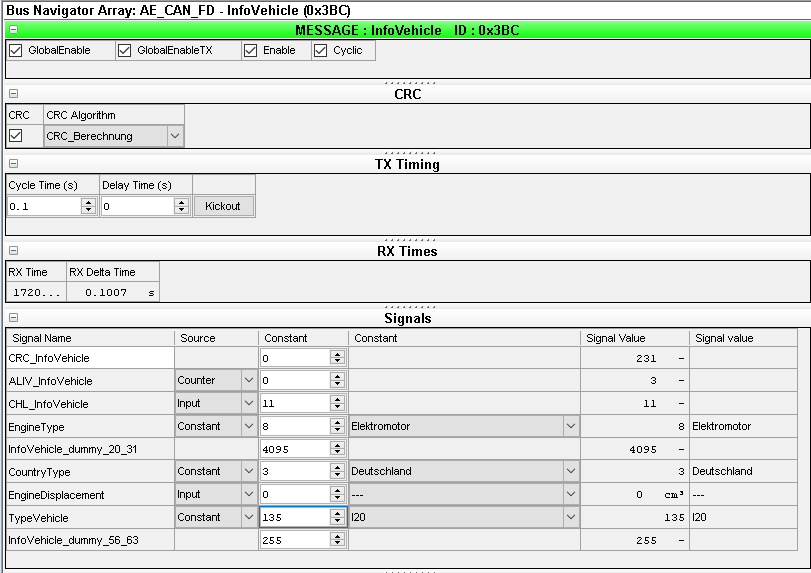 Bus Navigator Array: AE_CAN_FD - InfoVehicle (0x3BC)
MESSAGE : InfoVehicle ID : 0x3BC
GlobalEnable GlobalEnableTX Enable Cyclic
CRC
CRC CRC Algorithm
CRC_Berechnung
TX Timing
Cycle Time (s) Delay Time (s)
0.1 0 Kickout
RX Times
RX Time RX Delta Time
1720... 0.1007 s
Signals
Signal Name Source Constant Constant Signal Value Signal value
CRC_InfoVehicle 0 231 -
ALIV_InfoVehicle Counter 0 3 -
CHL_InfoVehicle Input 11 11 -
EngineType Constant 8 Elektromotor 8 Elektromotor
InfoVehicle_dummy_20_31 4095 4095 -
CountryType Constant 3 Deutschland 3 Deutschland
EngineDisplacement Input 0 --- 0 cm³ ---
TypeVehicle Constant 135 I20 135 I20
InfoVehicle_dummy_56_63 255 255 -